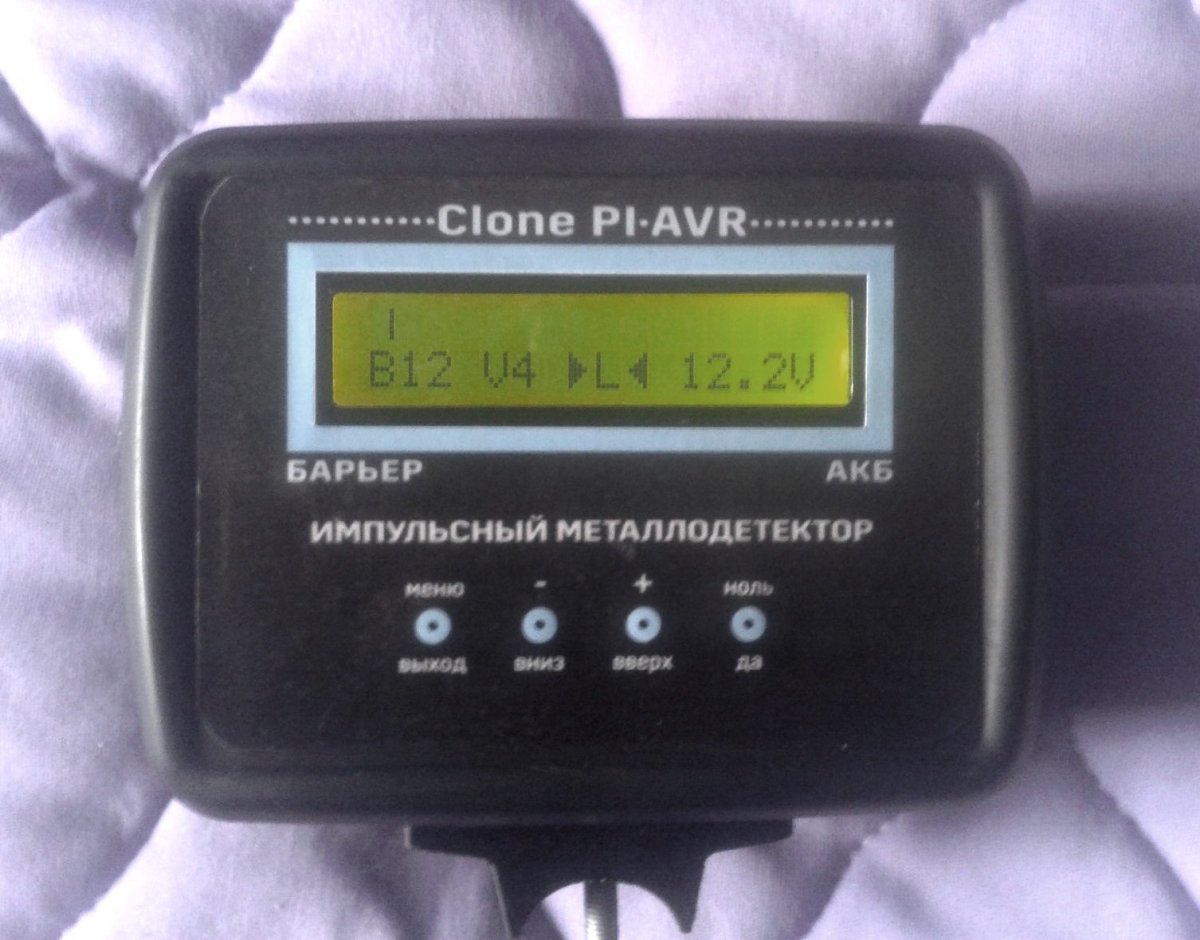 Clone PI·AVR
B12 V4 ▶L◀ 12.2V
БАРЬЕР АКБ
ИМПУЛЬСНЫЙ МЕТАЛЛОДЕТЕКТОР
меню - + ноль
выход вниз вверх да